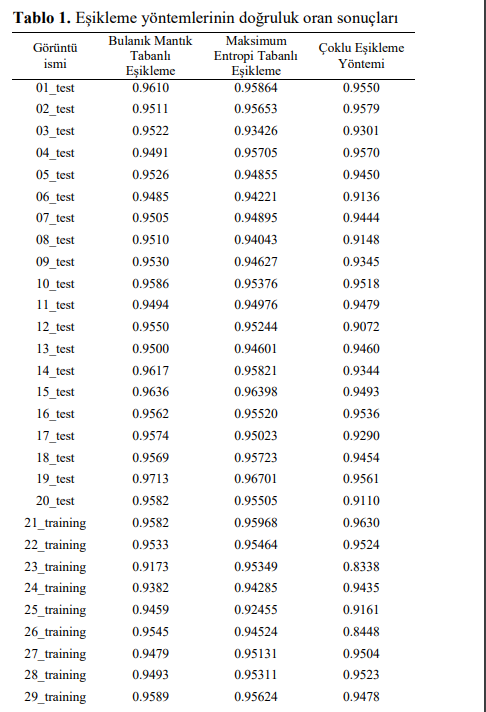 Tablo 1. Eşikleme yöntemlerinin doğruluk oran sonuçları
Görüntü ismi Bulanık Mantık Tabanlı Eşikleme Maksimum Entropi Tabanlı Eşikleme Çoklu Eşikleme Yöntemi
01_test 0.9610 0.95864 0.9550
02_test 0.9511 0.95653 0.9579
03_test 0.9522 0.93426 0.9301
04_test 0.9491 0.95705 0.9570
05_test 0.9526 0.94855 0.9450
06_test 0.9485 0.94221 0.9136
07_test 0.9505 0.94895 0.9444
08_test 0.9510 0.94043 0.9148
09_test 0.9530 0.94627 0.9345
10_test 0.9586 0.95376 0.9518
11_test 0.9494 0.94976 0.9479
12_test 0.9550 0.95244 0.9072
13_test 0.9500 0.94601 0.9460
14_test 0.9617 0.95821 0.9344
15_test 0.9636 0.96398 0.9493
16_test 0.9562 0.95520 0.9536
17_test 0.9574 0.95023 0.9290
18_test 0.9569 0.95723 0.9454
19_test 0.9713 0.96701 0.9561
20_test 0.9582 0.95505 0.9110
21_training 0.9582 0.95968 0.9630
22_training 0.9533 0.95464 0.9524
23_training 0.9173 0.95349 0.8338
24_training 0.9382 0.94285 0.9435
25_training 0.9459 0.92455 0.9161
26_training 0.9545 0.94524 0.8448
27_training 0.9479 0.95131 0.9504
28_training 0.9493 0.95311 0.9523
29_training 0.9589 0.95624 0.9478